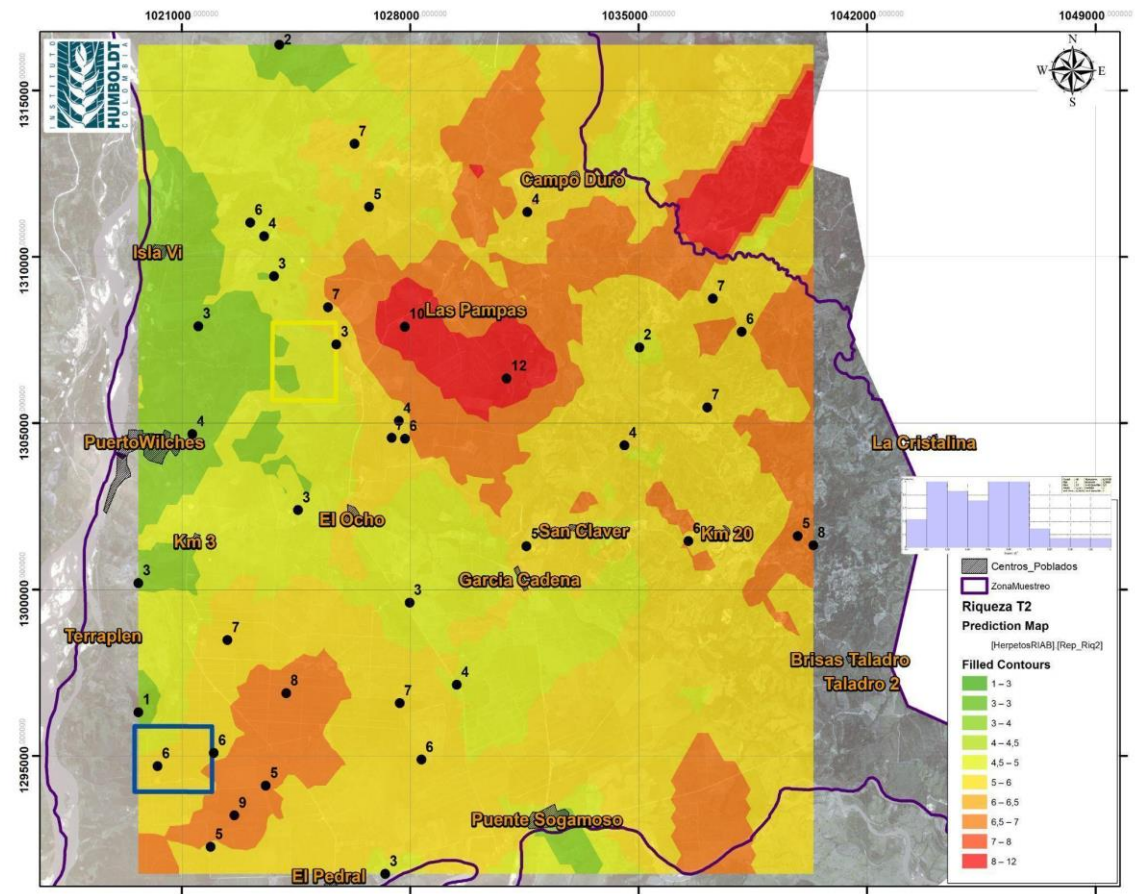 1021000
1028000
1035000
1042000
1049000
INSTITUTO
HUMBOLDT
COLOMBIA
N
W E
S
1315000
1310000
1305000
1300000
1295000
2
7
5
Campo Duro
4
6
4
Isla Vi
3
7
7
3
10
Las Pampas
6
3
2
12
7
4
4
7
6
4
PuertoWilches
La Cristalina
3
El Ocho
5
San Claver
6
Km 20
5
8
Km 3
3
Garcia Cadena
3
7
Terraplen
8
4
Brisas Taladro
Taladro 2
1
7
6
6
6
5
9
Puente Sogamoso
5
3
El Pedral
Centros_Poblados
ZonaMuestreo
Riqueza T2
Prediction Map
[HerpetosRIAB].[Rep_Riq2]
Filled Contours
1 – 3
3 – 3
3 – 4
4 – 4,5
4,5 – 5
5 – 6
6 – 6,5
6,5 – 7
7 – 8
8 – 12